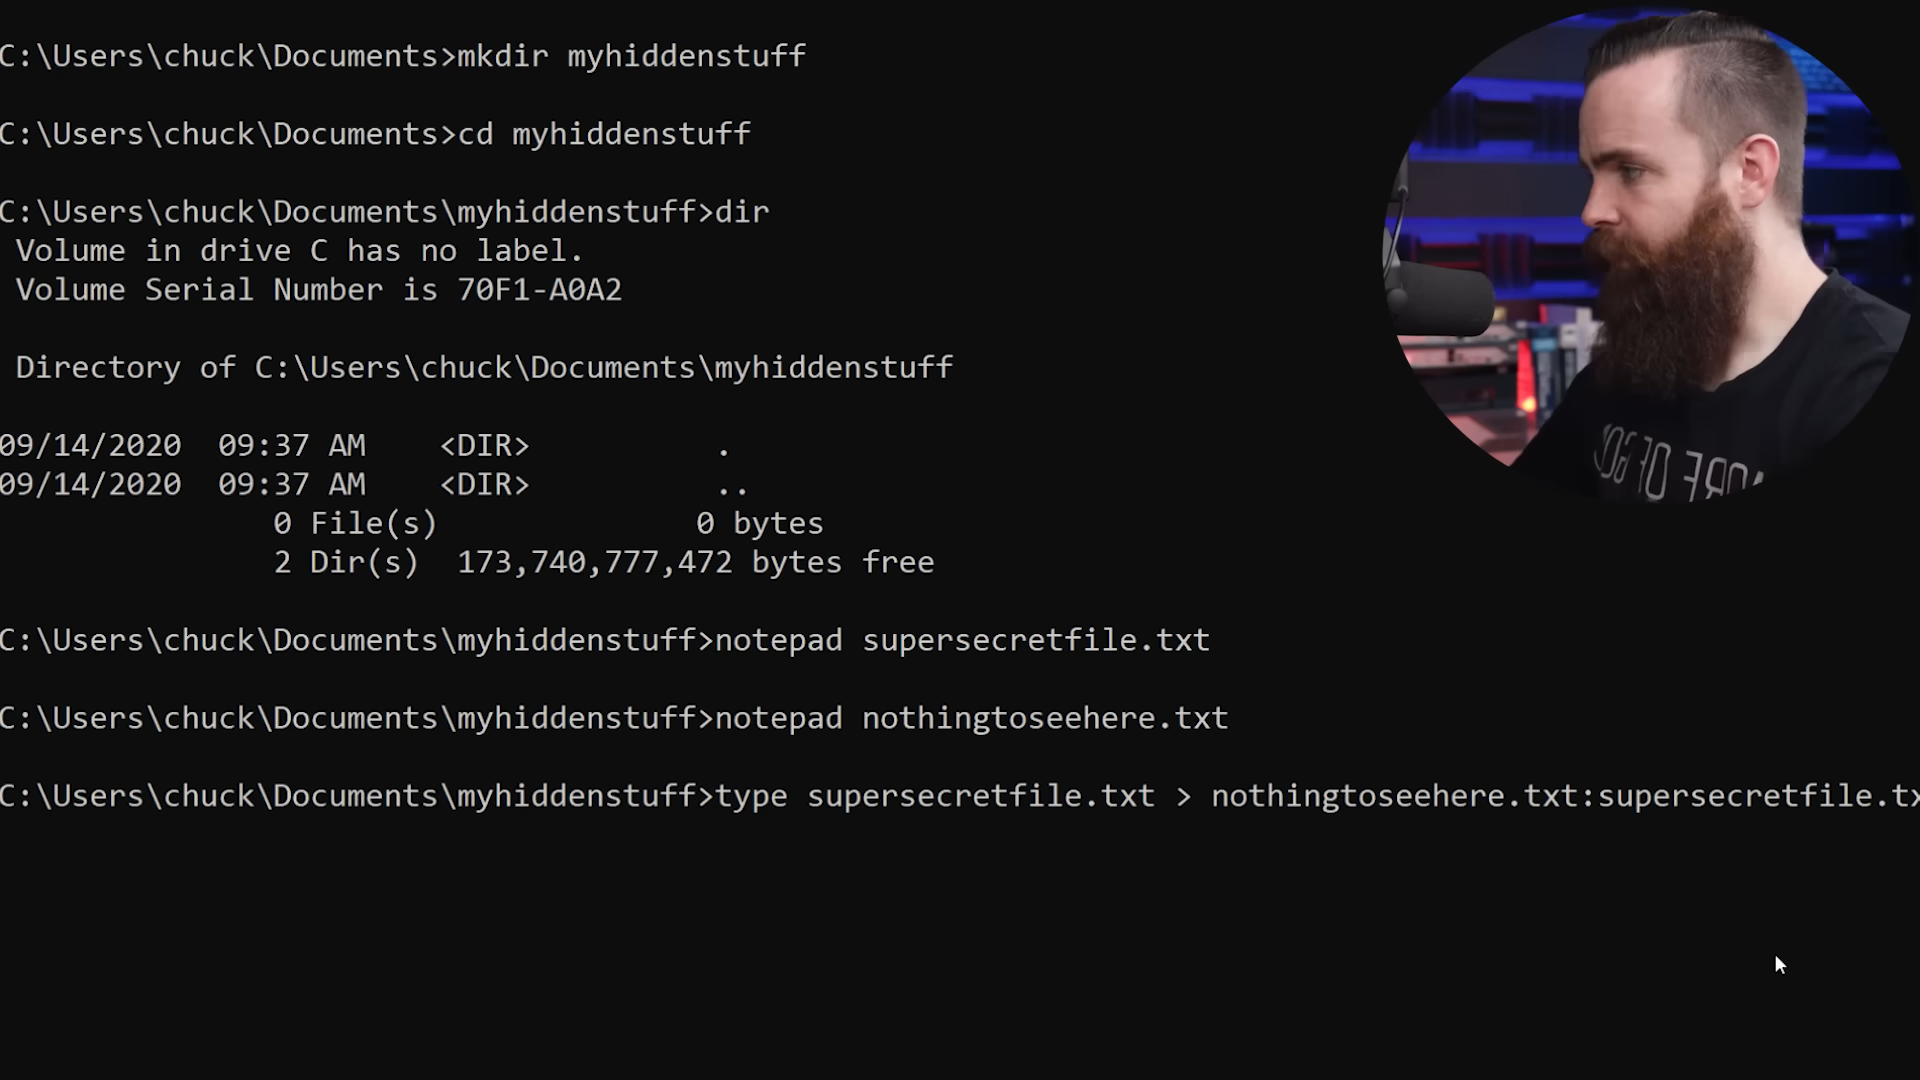 C:\Users\chuck\Documents>mkdir myhiddenstuff
C:\Users\chuck\Documents>cd myhiddenstuff
C:\Users\chuck\Documents\myhiddenstuff>dir
Volume in drive C has no label.
Volume Serial Number is 70F1-A0A2
Directory of C:\Users\chuck\Documents\myhiddenstuff
09/14/2020 09:37 AM <DIR> .
09/14/2020 09:37 AM <DIR> ..
0 File(s) 0 bytes
2 Dir(s) 173,740,777,472 bytes free
C:\Users\chuck\Documents\myhiddenstuff>notepad supersecretfile.txt
C:\Users\chuck\Documents\myhiddenstuff>notepad nothingtoseehere.txt
C:\Users\chuck\Documents\myhiddenstuff>type supersecretfile.txt > nothingtoseehere.txt:supersecretfile.tx